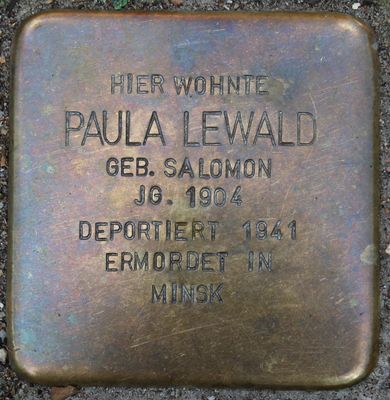 HIER WOHNTE
PAULA LEWALD
GEB. SALOMON
JG. 1904
DEPORTIERT 1941
ERMORDET IN
MINSK